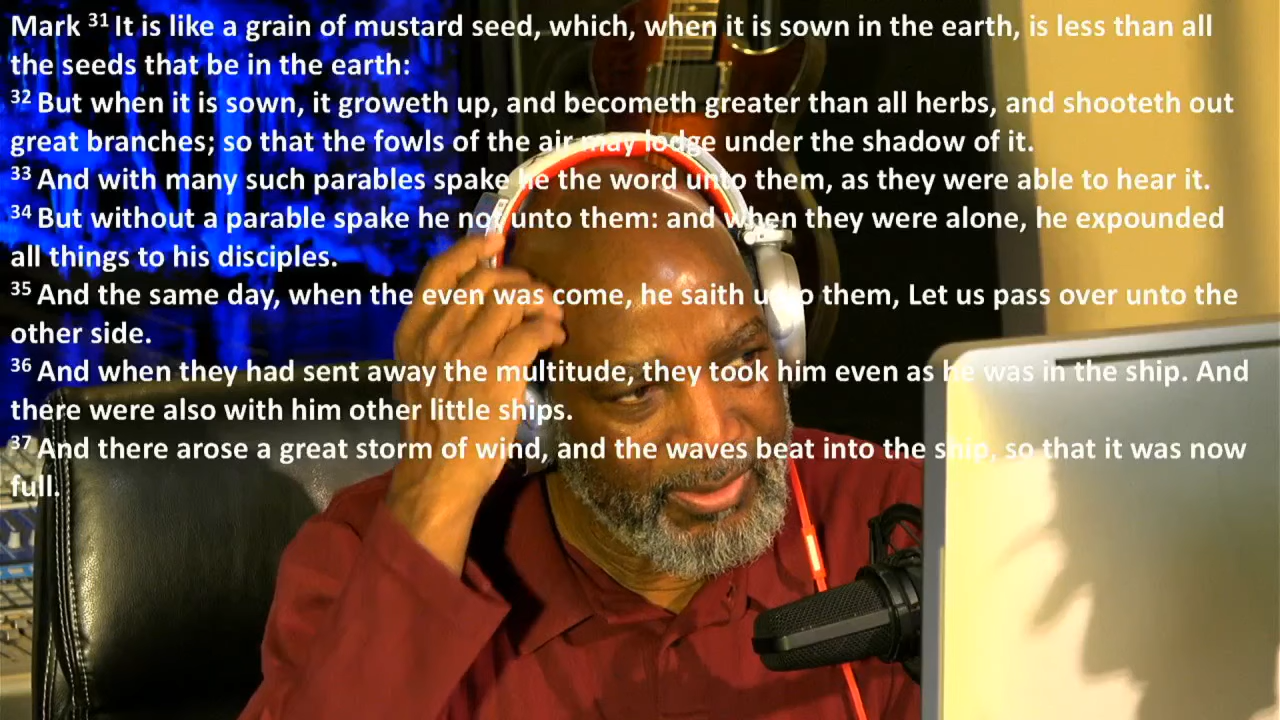 Mark 31 It is like a grain of mustard seed, which, when it is sown in the earth, is less than all
the seeds that be in the earth:
32 But when it is sown, it groweth up, and becometh greater than all herbs, and shooteth out
great branches; so that the fowls of the air may lodge under the shadow of it.
33 And with many such parables spake he the word unto them, as they were able to hear it.
34 But without a parable spake he not unto them: and when they were alone, he expounded
all things to his disciples.
35 And the same day, when the even was come, he saith unto them, Let us pass over unto the
other side.
36 And when they had sent away the multitude, they took him even as he was in the ship. And
there were also with him other little ships.
37 And there arose a great storm of wind, and the waves beat into the ship, so that it was now
full.